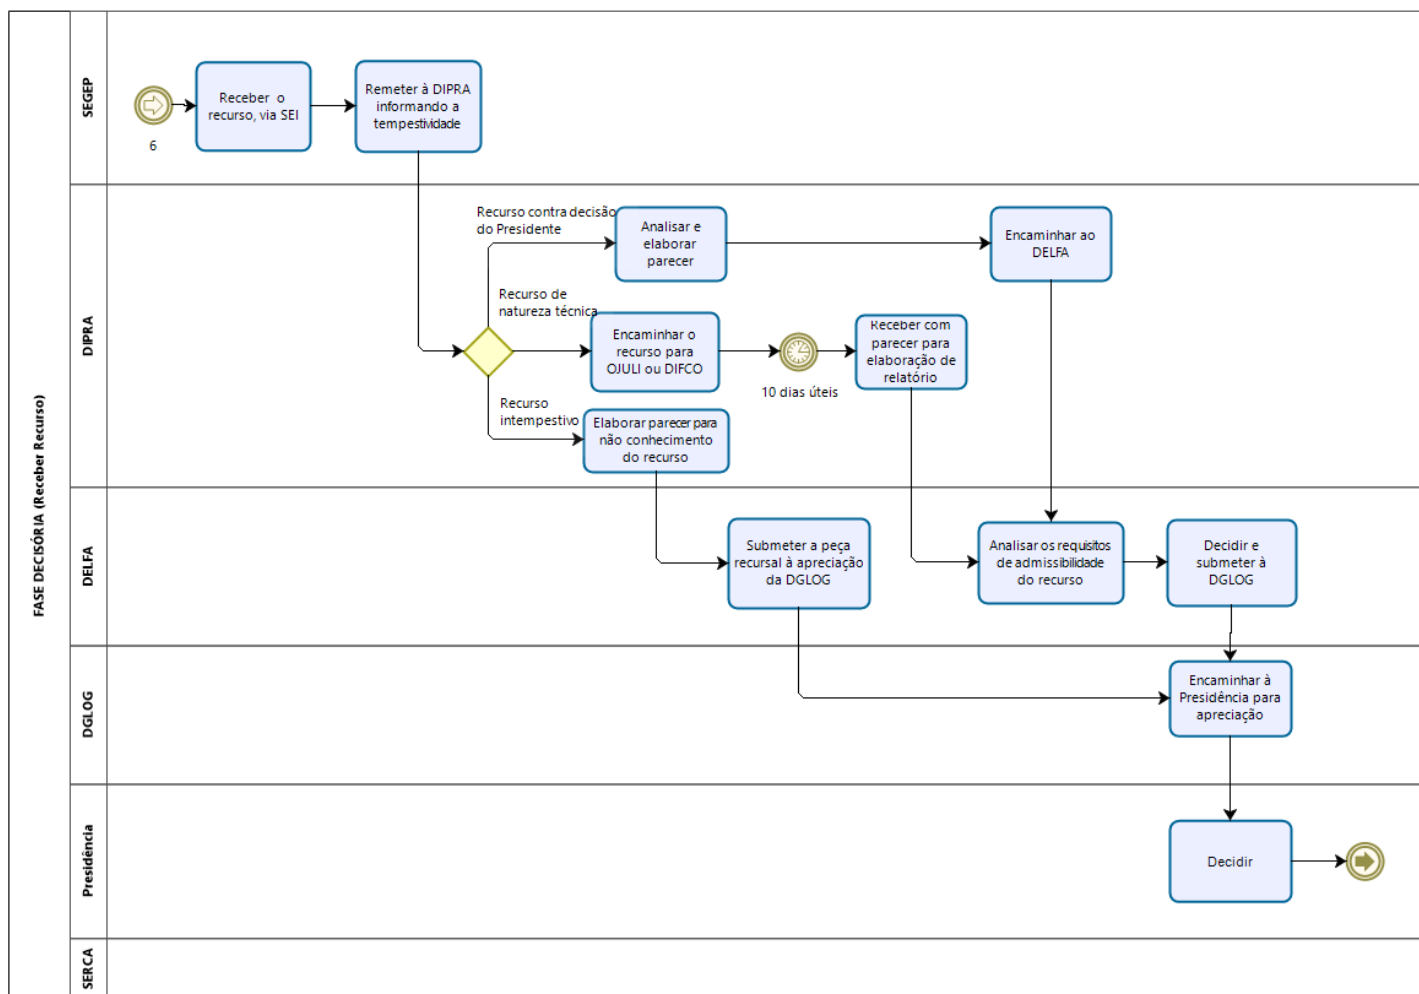 FASE DECISÓRIA (Receber Recurso)
SEGEP
6
Receber o
recurso, via SEI
Remeter à DIPRA
informando a
tempestividade
DIPRA
Recurso contra decisão
do Presidente
Analisar e
elaborar
parecer
Encaminhar ao
DELFA
Recurso de
natureza técnica
Encaminhar o
recurso para
OJULI ou DIFCO
10 dias úteis
Receber com
parecer para
elaboração de
relatório
Recurso
intempestivo
Elaborar parecer para
não conhecimento
do recurso
DELFA
Submeter a peça
recursal à apreciação
da DGLOG
Analisar os requisitos
de admissibilidade
do recurso
Decidir e
submeter à
DGLOG
DGLOG
Encaminhar à
Presidência para
apreciação
Presidência
Decidir
SERCA